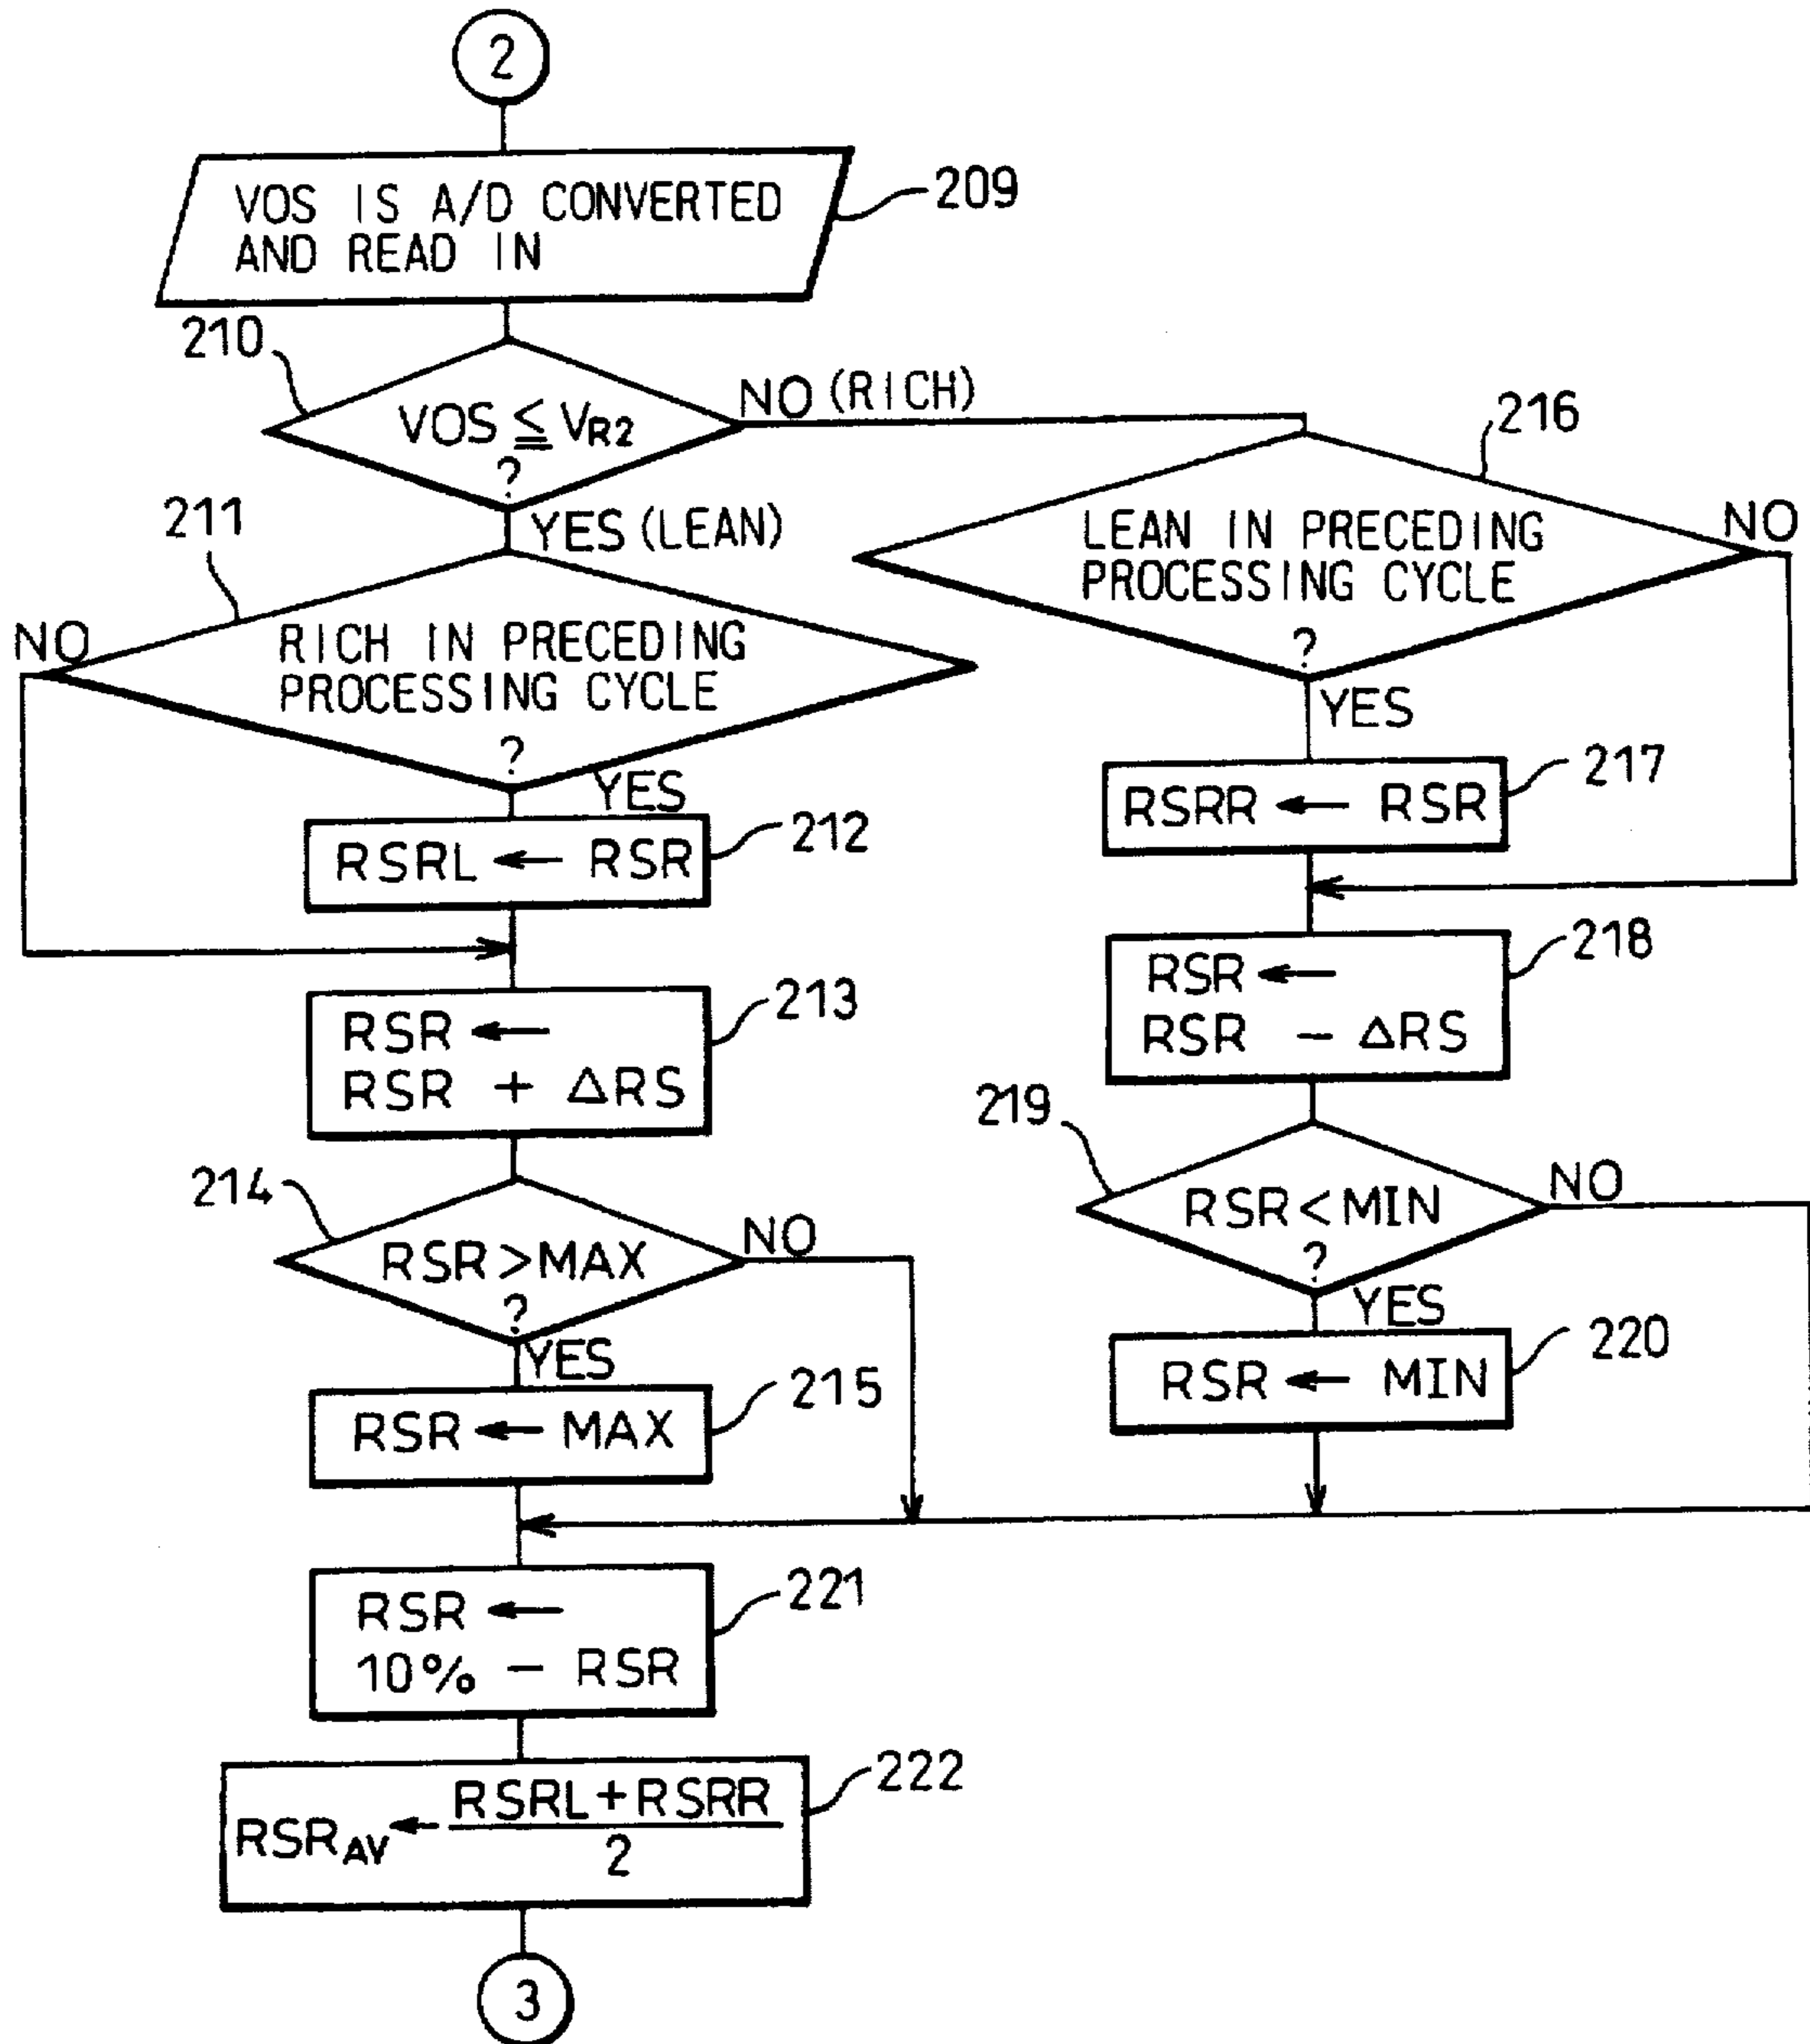 2
VOS IS A/D CONVERTED
AND READ IN
209
210
VOS ≦ VR2
?
NO (RICH)
YES (LEAN)
216
LEAN IN PRECEDING
PROCESSING CYCLE
?
NO
YES
211
NO
RICH IN PRECEDING
PROCESSING CYCLE
?
YES
217
RSRR ← RSR
212
RSRL ← RSR
218
RSR ←
RSR - △RS
213
RSR ←
RSR + △RS
219
RSR < MIN
?
NO
YES
214
RSR > MAX
?
NO
YES
220
RSR ← MIN
215
RSR ← MAX
221
RSR ←
10% - RSR
222
RSRAV ← RSRL + RSRR
2
3